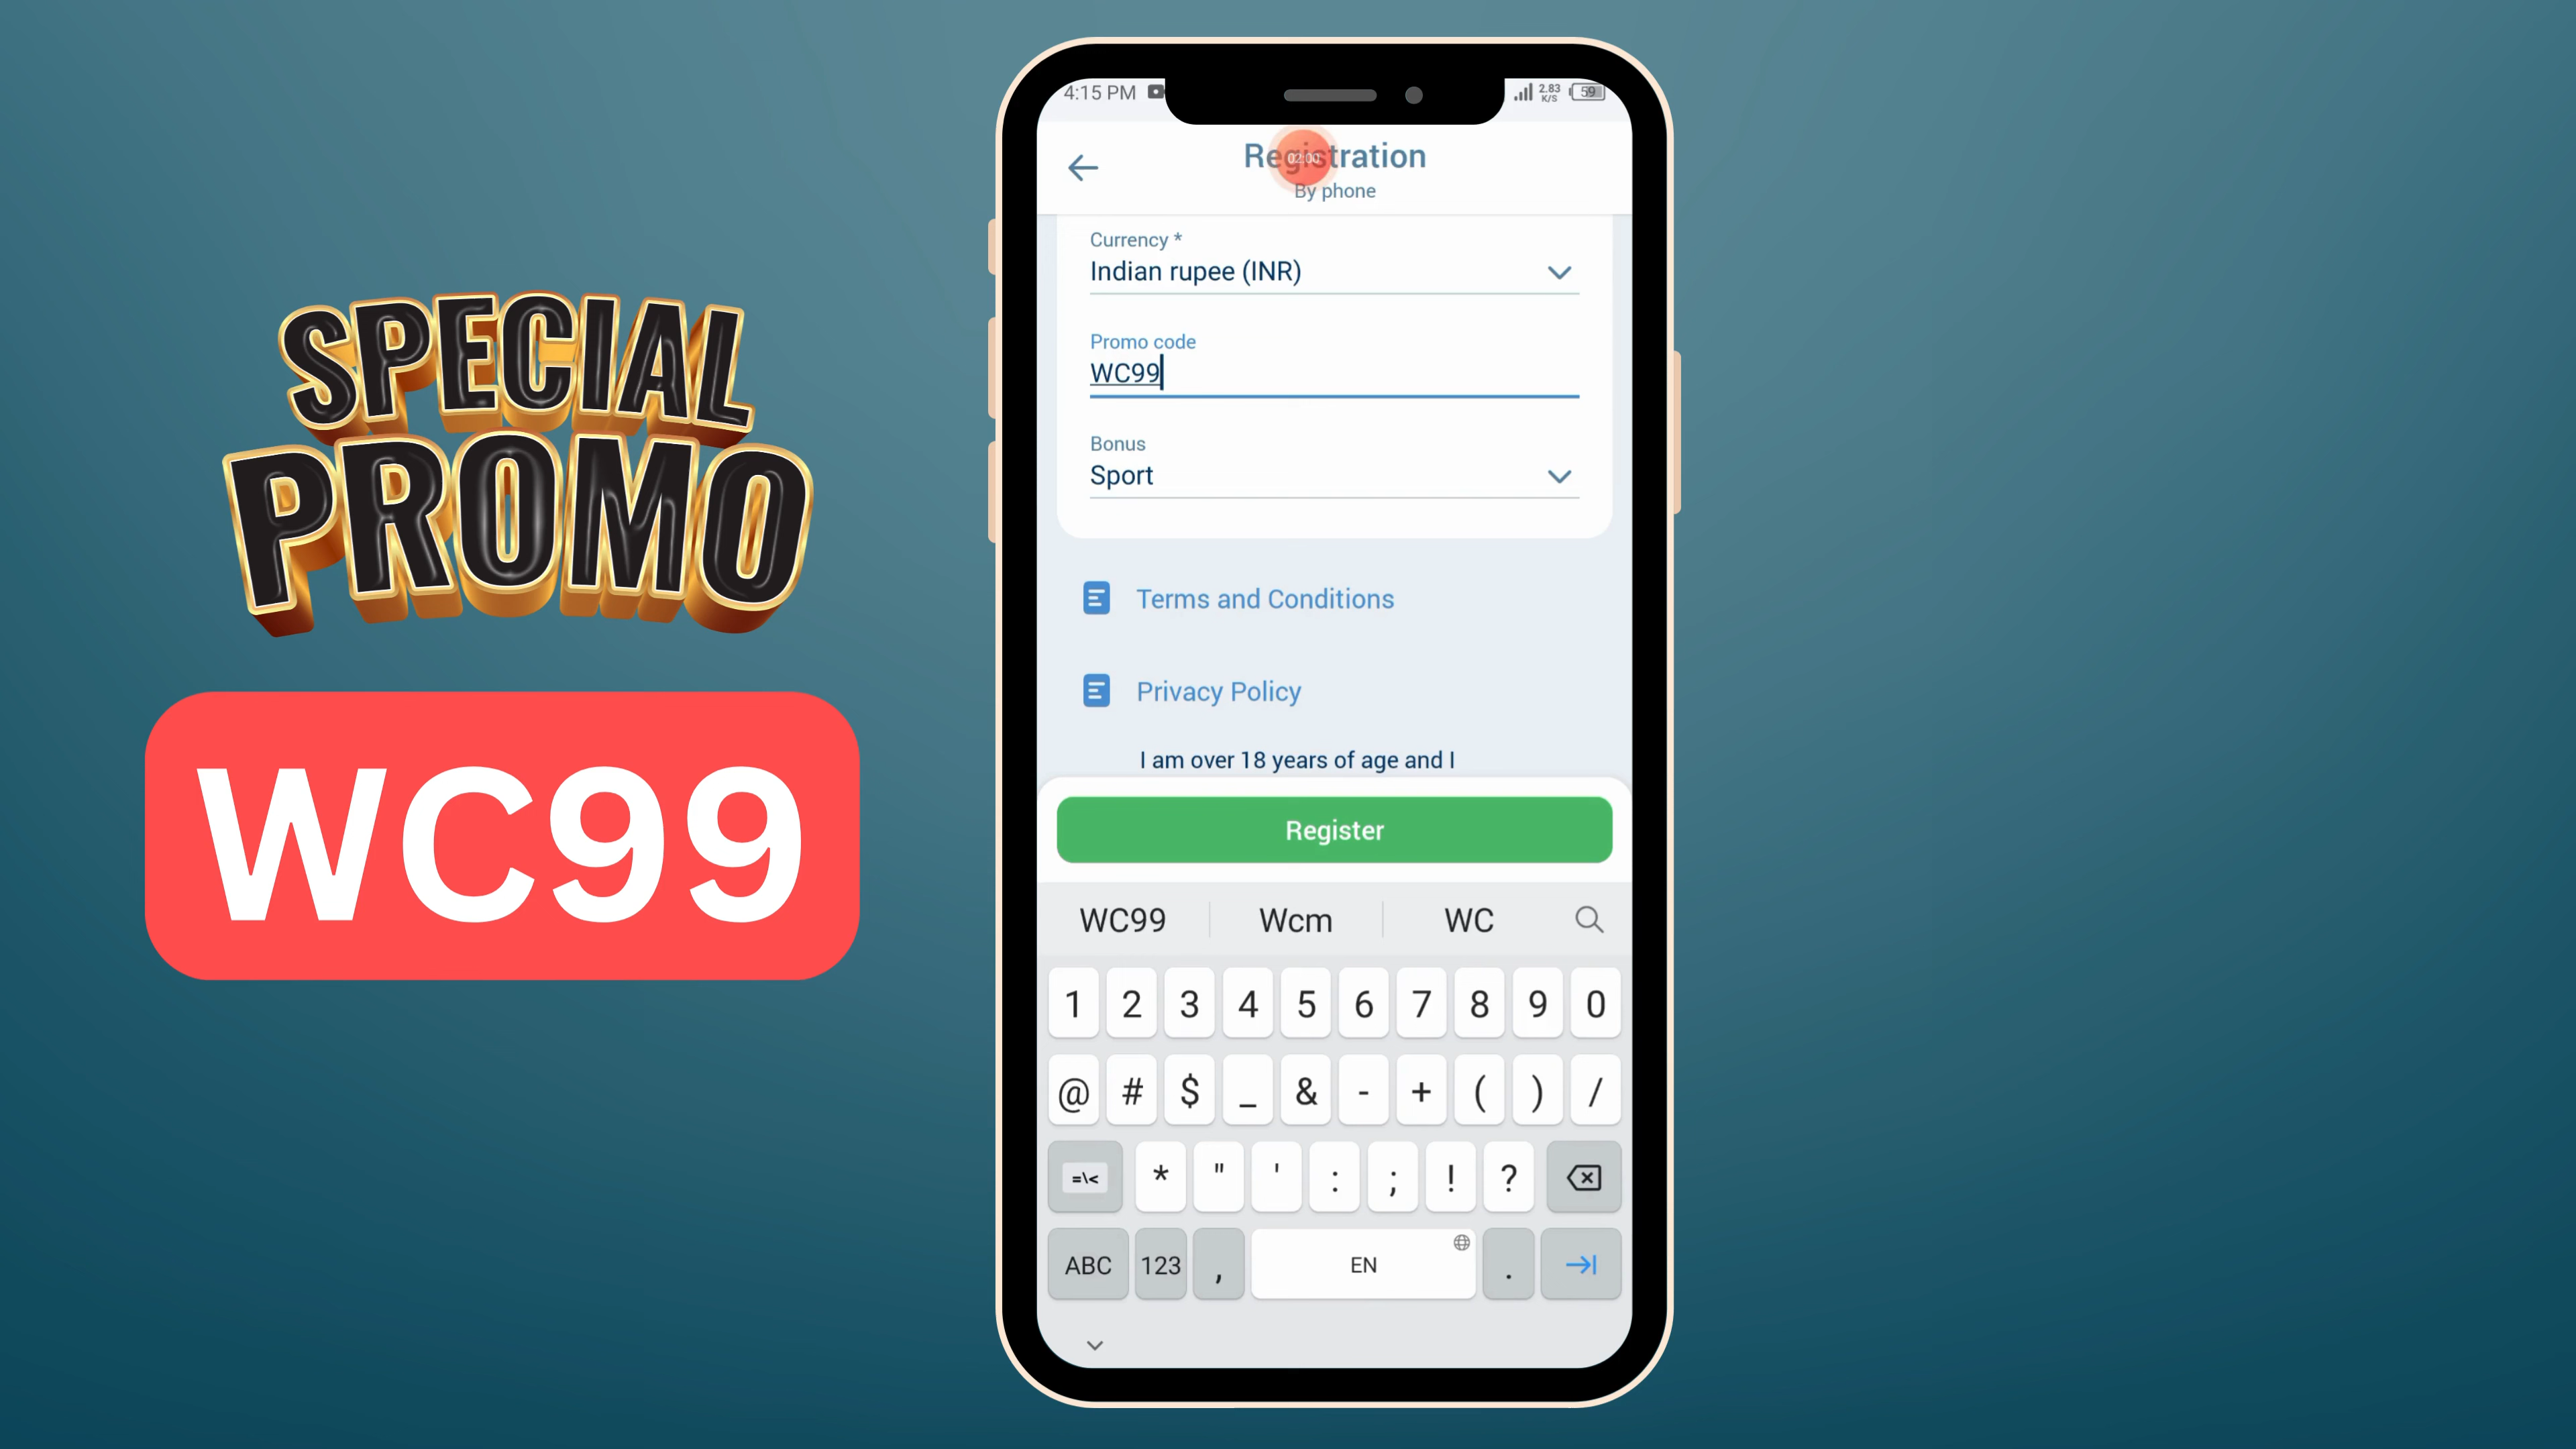 SPECIAL
PROMO
WC99
4:15 PM
2.83
K/S
59
Registration
02:00
By phone
Currency *
Indian rupee (INR)
Promo code
WC99
Bonus
Sport
Terms and Conditions
Privacy Policy
I am over 18 years of age and I
Register
WC99 Wcm WC
1 2 3 4 5 6 7 8 9 0
@ # $ _ & - + ( ) /
=\< * " ' : ; ! ?
ABC 123 , EN .